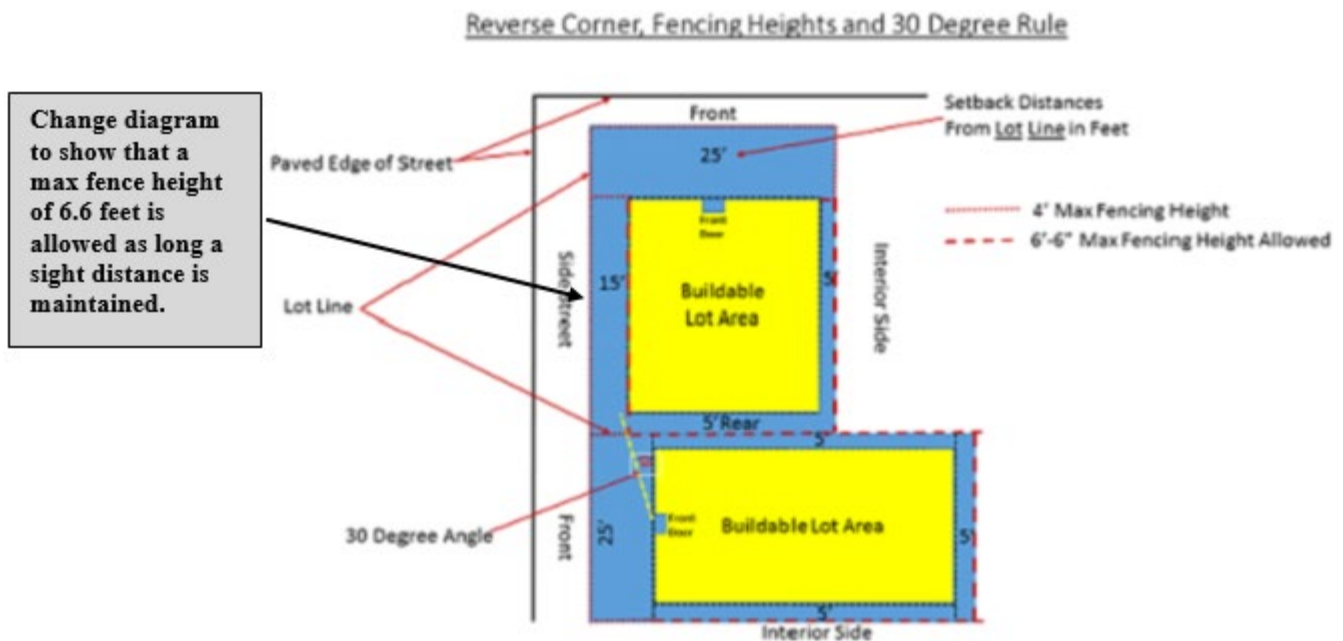 Reverse Corner, Fencing Heights and 30 Degree Rule
Change diagram
to show that a
max fence height
of 6.6 feet is
allowed as long a
sight distance is
maintained.
Front
Setback Distances
From Lot Line in Feet
Paved Edge of Street
25'
4' Max Fencing Height
6'-6" Max Fencing Height Allowed
Front
Door
Side Street
15'
Buildable
Lot Area
5'
Interior Side
Lot Line
5' Rear
5'
30 Degree Angle
Front
25'
Front
Door
Buildable Lot Area
5'
5'
Interior Side